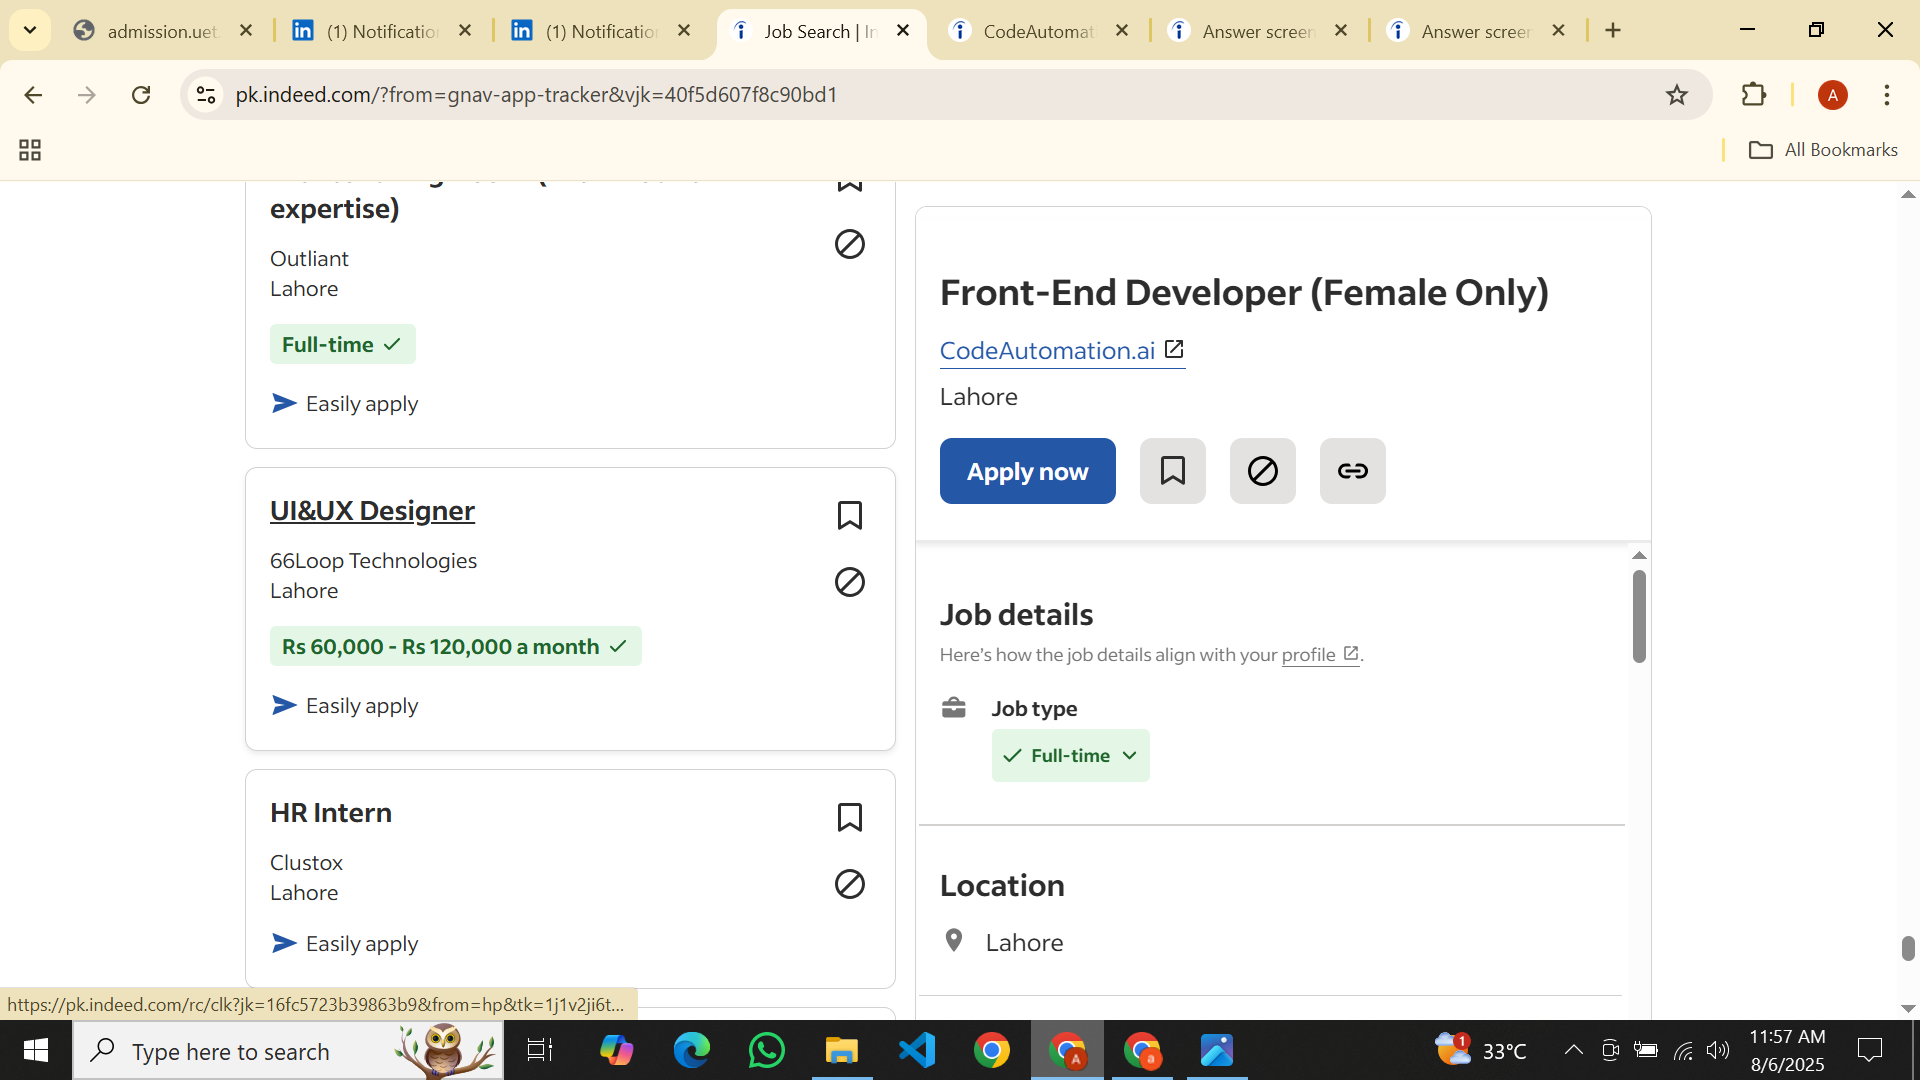 admission.uet.
(1) Notification
(1) Notification
Job Search | In
CodeAutomat
Answer screen
Answer screen
pk.indeed.com/?from=gnav-app-tracker&vjk=40f5d607f8c90bd1
A
All Bookmarks
expertise)
Outliant
Lahore
Full-time
Easily apply
UI&UX Designer
66Loop Technologies
Lahore
Rs 60,000 - Rs 120,000 a month
Easily apply
HR Intern
Clustox
Lahore
Easily apply
Front-End Developer (Female Only)
CodeAutomation.ai
Lahore
Apply now
Job details
Here's how the job details align with your profile.
Job type
Full-time
Location
Lahore
https://pk.indeed.com/rc/clk?jk=16fc5723b39863b9&from=hp&tk=1j1v2ji6t...
Type here to search
A
a
1
33°C
11:57 AM
8/6/2025